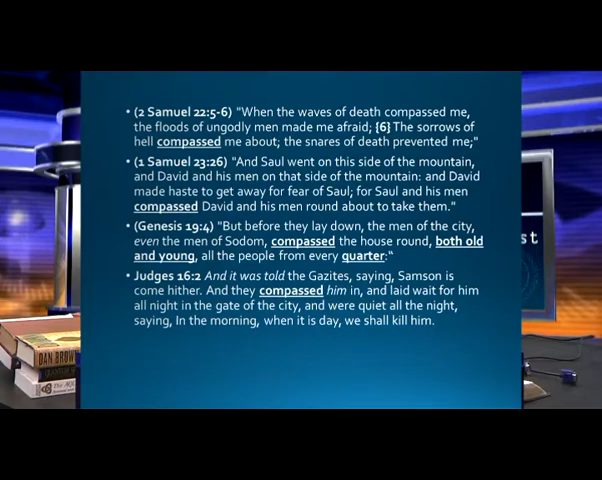 • (2 Samuel 22:5-6) "When the waves of death compassed me,
the floods of ungodly men made me afraid; {6} The sorrows of
hell compassed me about; the snares of death prevented me;"
• (1 Samuel 23:26) "And Saul went on this side of the mountain,
and David and his men on that side of the mountain: and David
made haste to get away for fear of Saul; for Saul and his men
compassed David and his men round about to take them."
• (Genesis 19:4) "But before they lay down, the men of the city,
even the men of Sodom, compassed the house round, both old
and young, all the people from every quarter:"
• Judges 16:2 And it was told the Gazites, saying, Samson is
come hither. And they compassed him in, and laid wait for him
all night in the gate of the city, and were quiet all the night,
saying, In the morning, when it is day, we shall kill him.
st
DAN BROWN